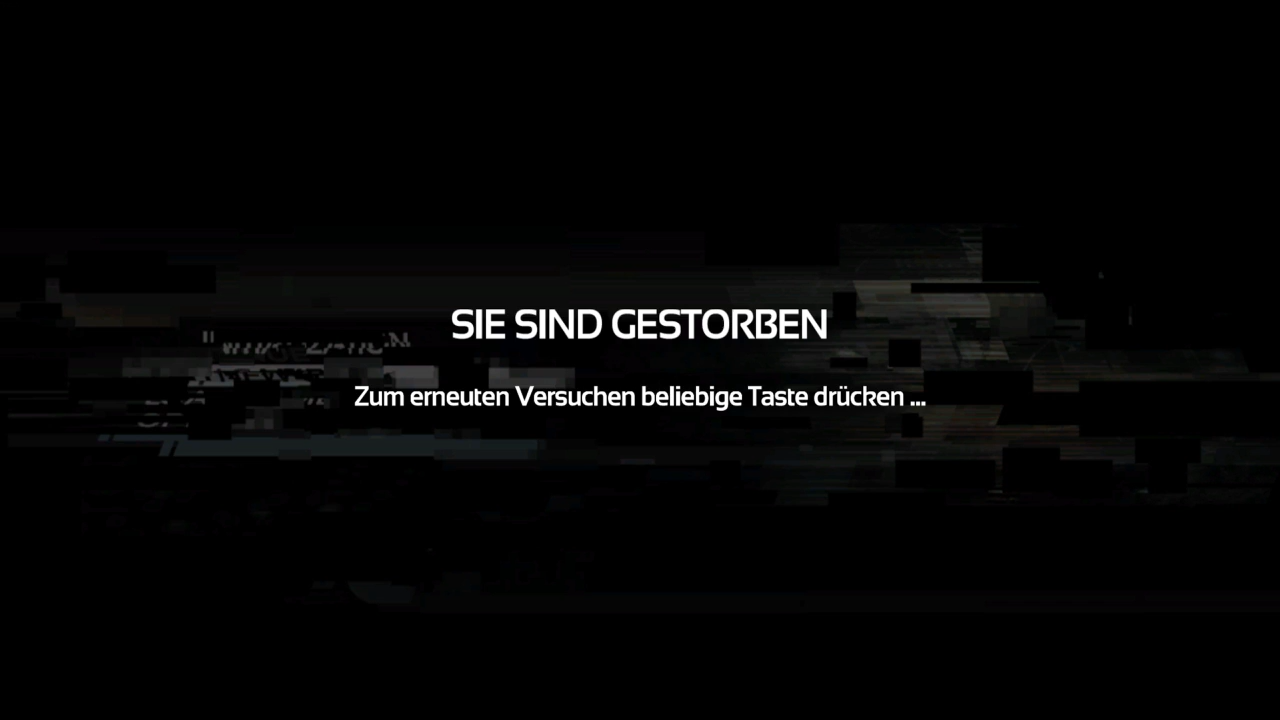 SIE SIND GESTORBEN
Zum erneuten Versuchen beliebige Taste drücken ...